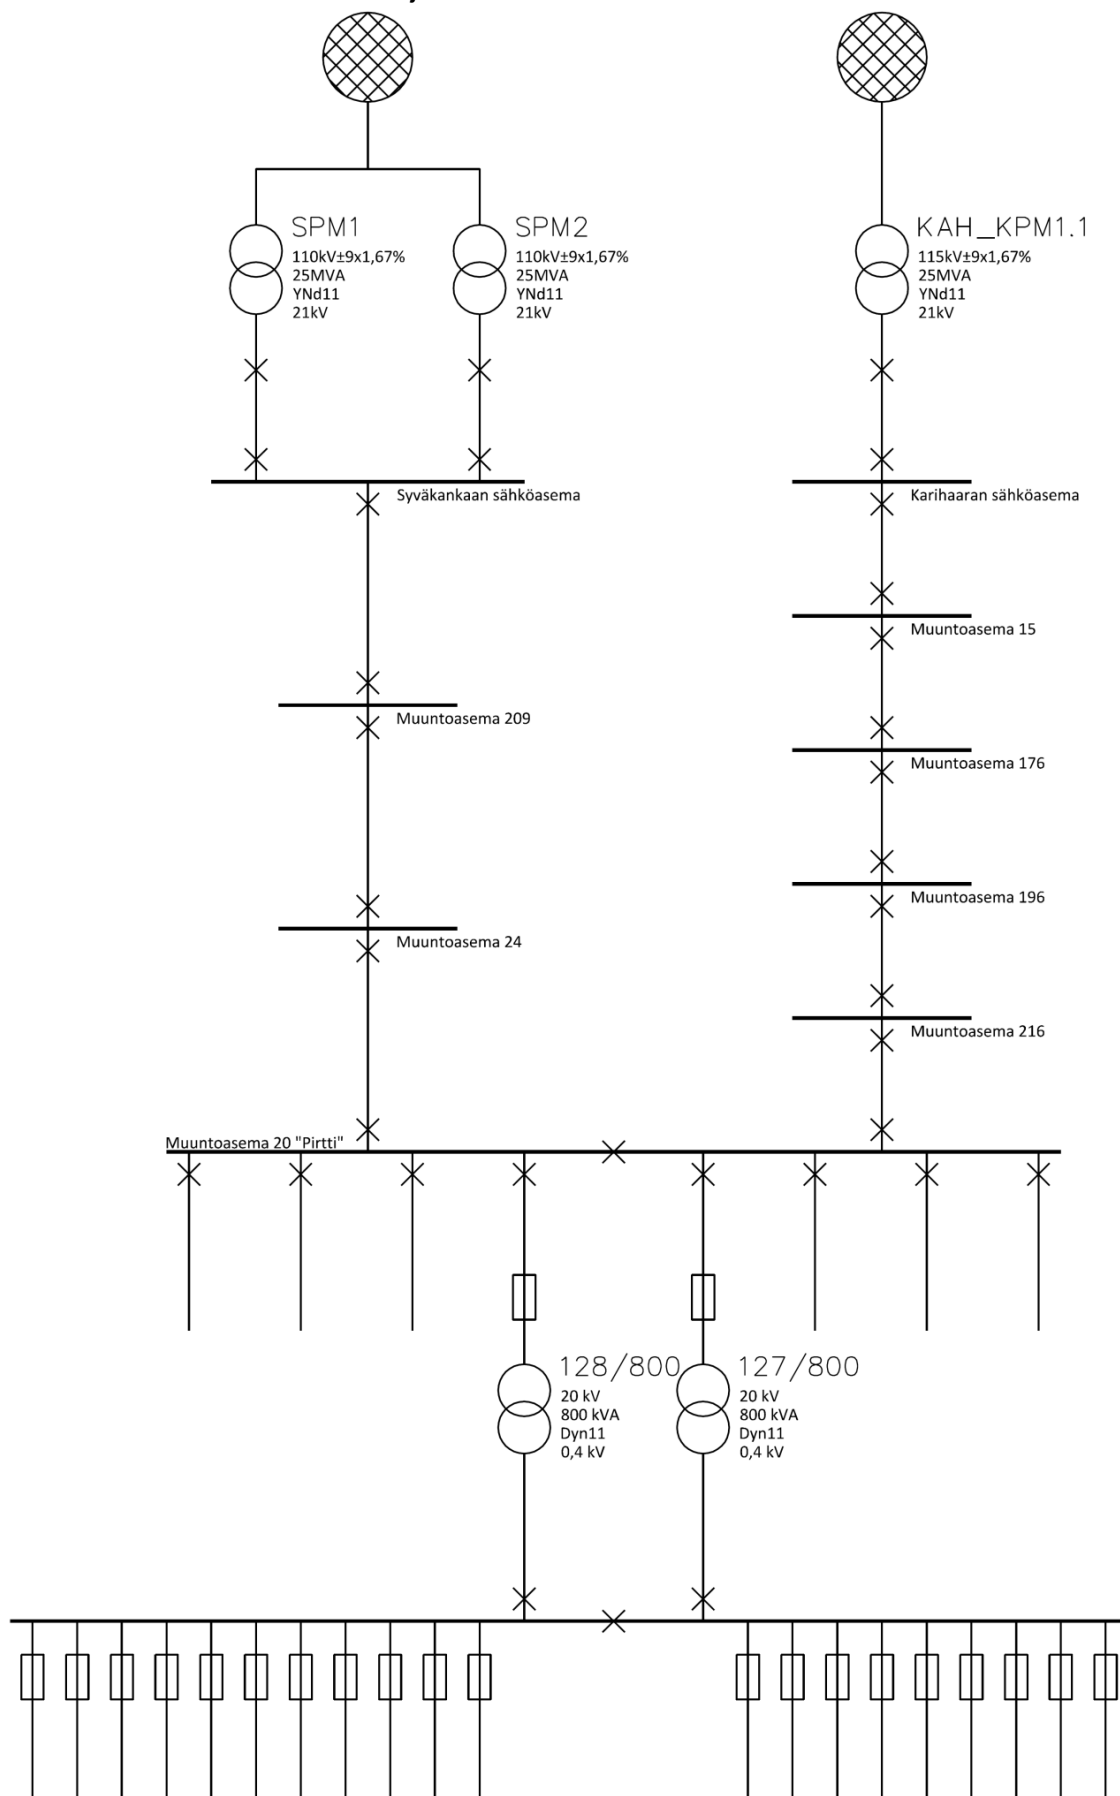 SPM1
110kV±9x1,67%
25MVA
YNd11
21kV
SPM2
110kV±9x1,67%
25MVA
YNd11
21kV
KAH_KPM1.1
115kV±9x1,67%
25MVA
YNd11
21kV
Syväkankaan sähköasema
Karihaaran sähköasema
Muuntoasema 15
Muuntoasema 209
Muuntoasema 176
Muuntoasema 196
Muuntoasema 24
Muuntoasema 216
Muuntoasema 20 "Pirtti"
128/800
20 kV
800 kVA
Dyn11
0,4 kV
127/800
20 kV
800 kVA
Dyn11
0,4 kV